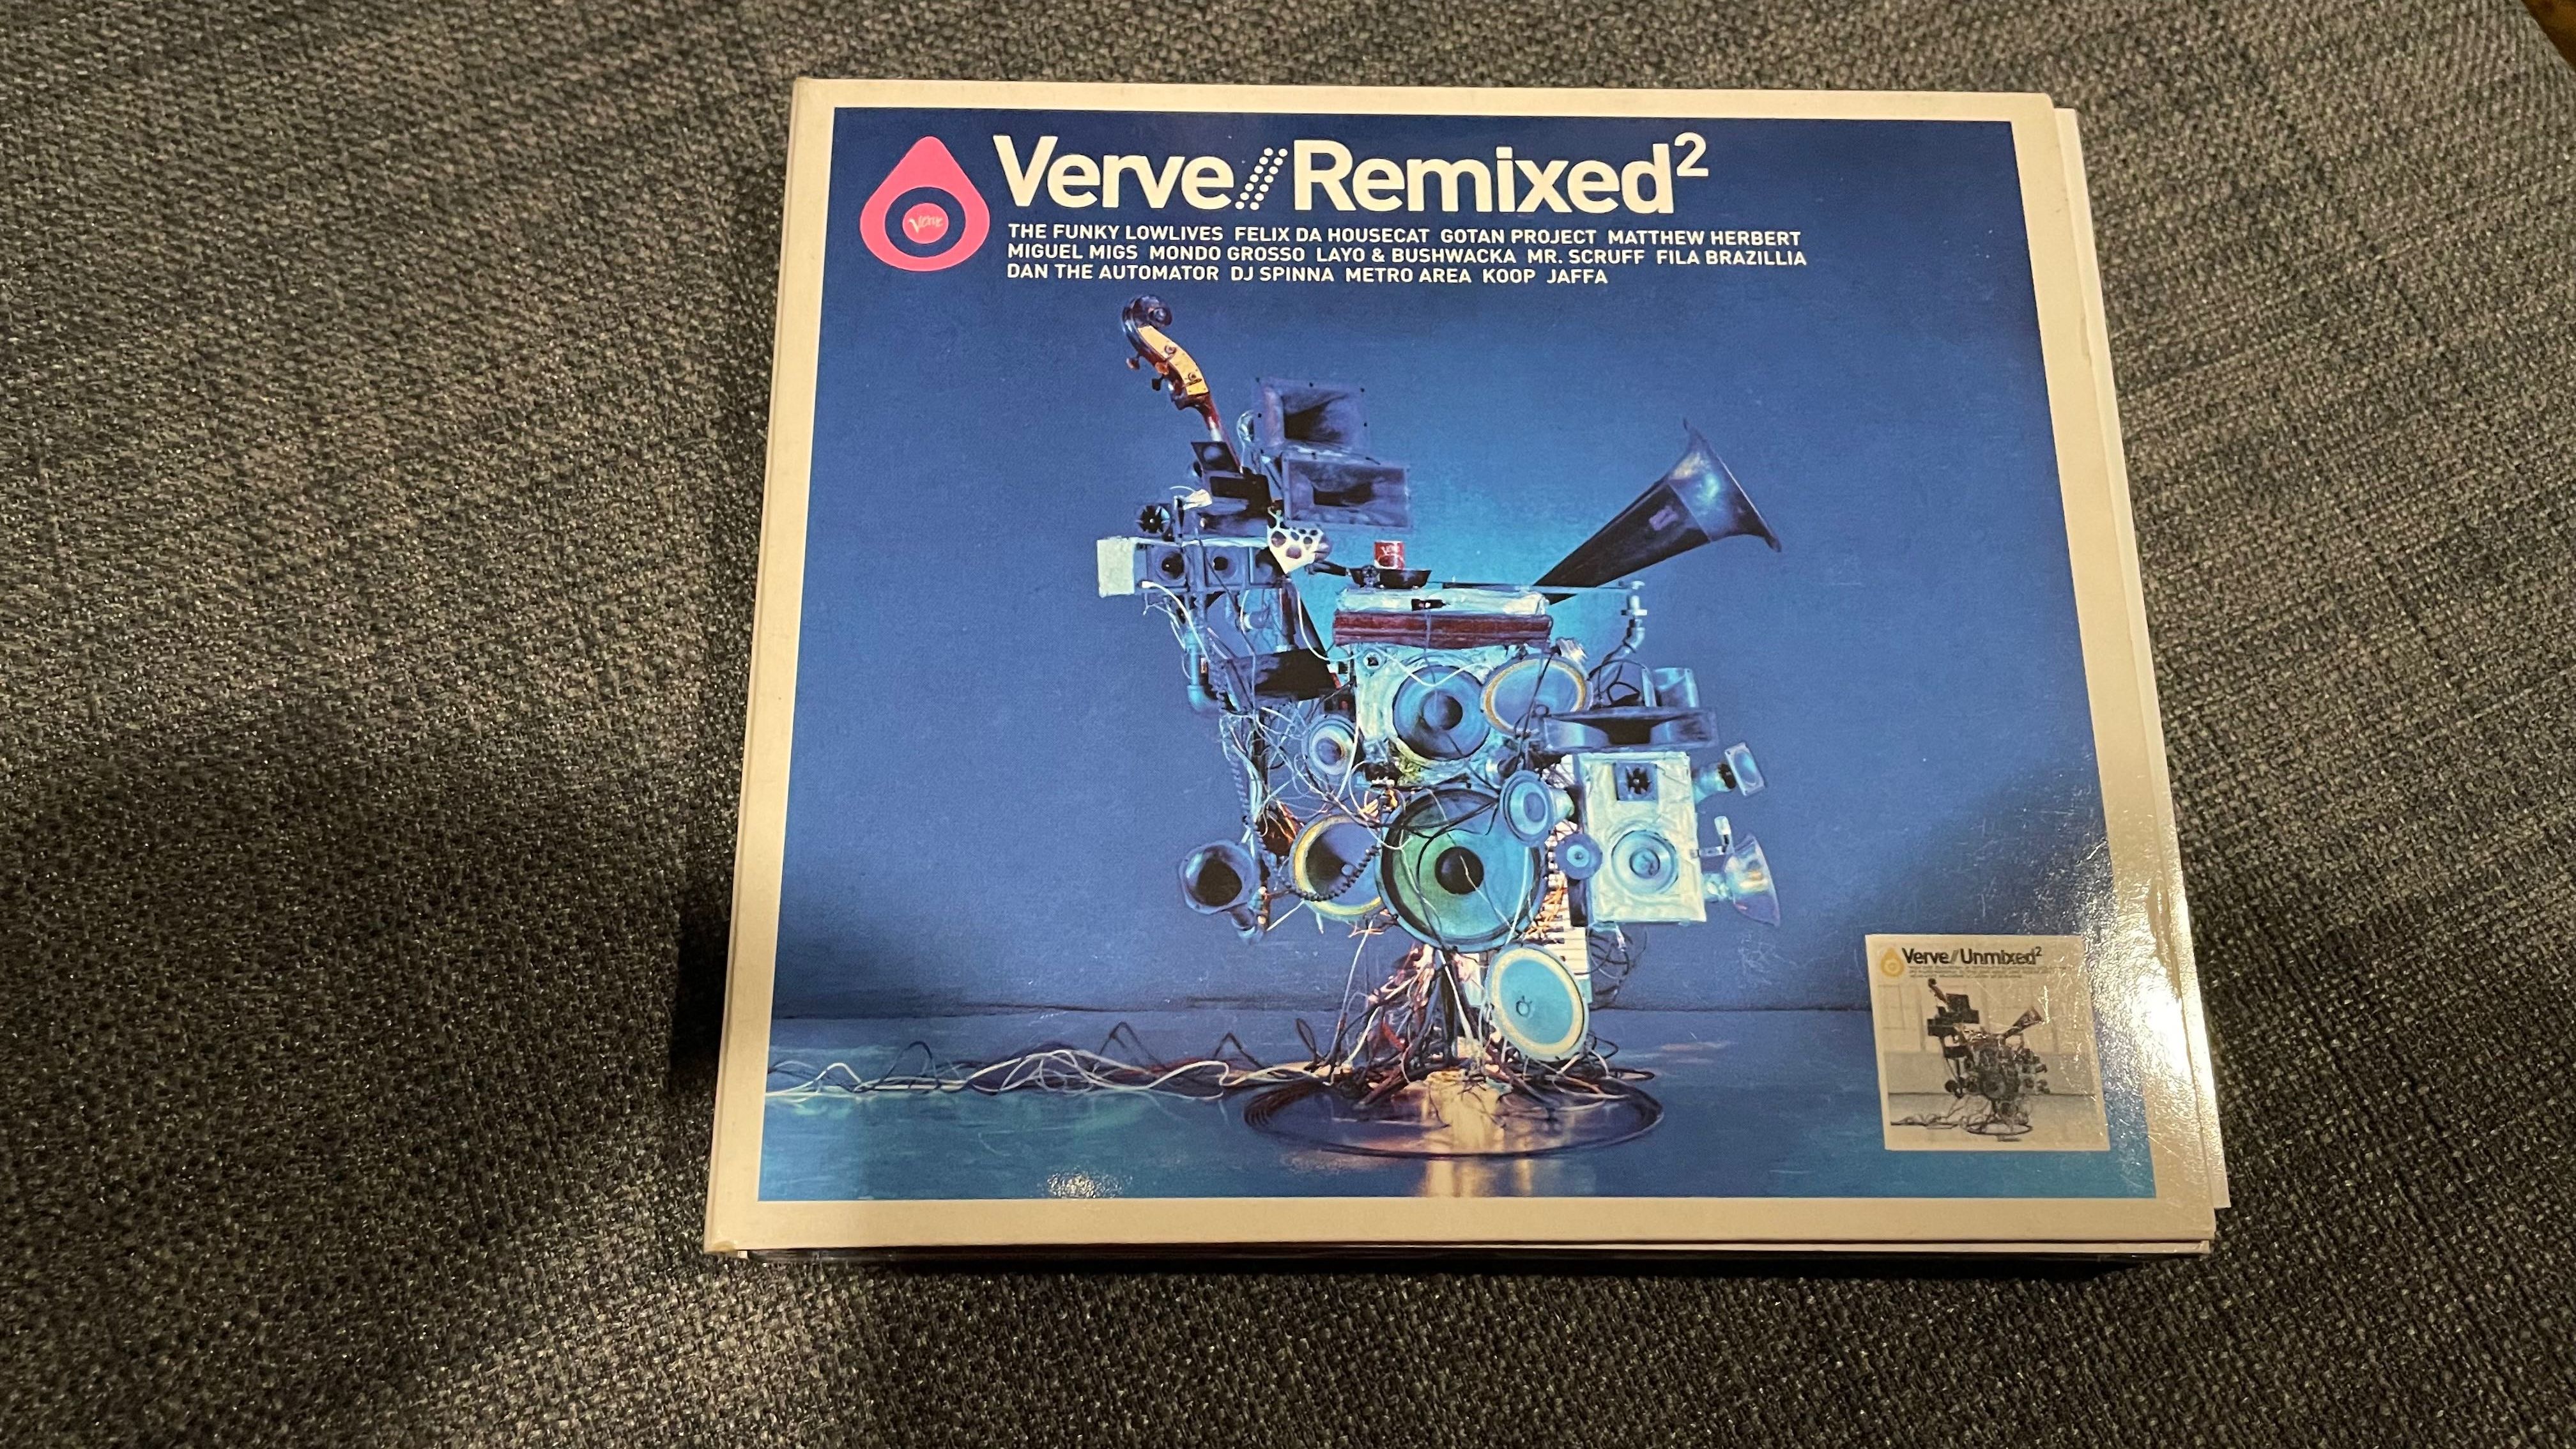 Verve//Remixed²
Verve
THE FUNKY LOWLIVES FELIX DA HOUSECAT GOTAN PROJECT MATTHEW HERBERT
MIGUEL MIGS MONDO GROSSO LAYO & BUSHWACKA MR. SCRUFF FILA BRAZILLIA
DAN THE AUTOMATOR DJ SPINNA METRO AREA KOOP JAFFA
Verve//Unmixed²